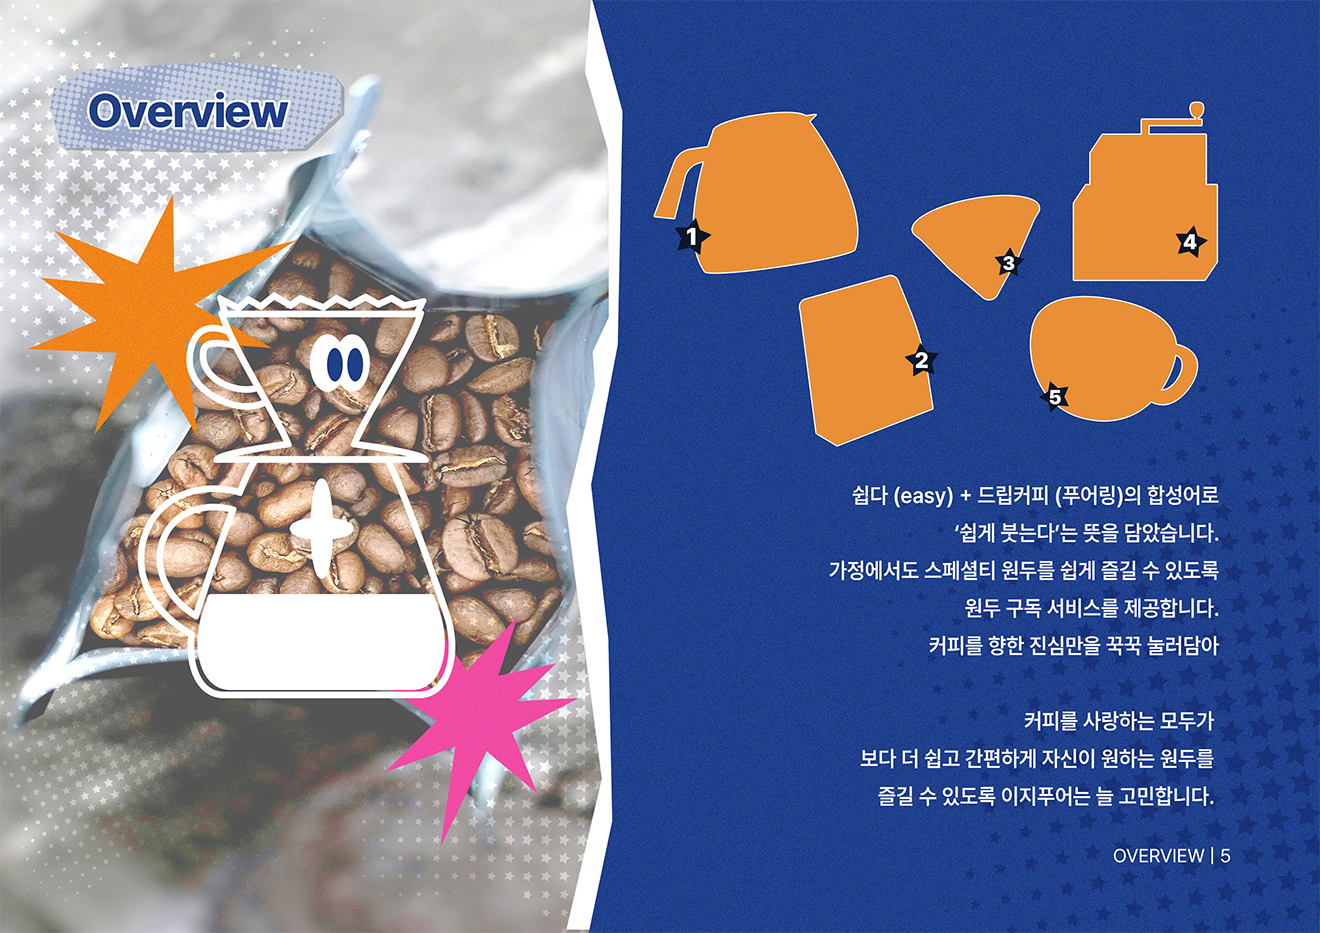 Overview
1
2
3
4
5
쉽다 (easy) + 드립커피 (푸어링)의 합성어로
‘쉽게 붓는다’는 뜻을 담았습니다.
가정에서도 스페셜티 원두를 쉽게 즐길 수 있도록
원두 구독 서비스를 제공합니다.
커피를 향한 진심만을 꾹꾹 눌러담아
커피를 사랑하는 모두가
보다 더 쉽고 간편하게 자신이 원하는 원두를
즐길 수 있도록 이지푸어는 늘 고민합니다.
OVERVIEW | 5